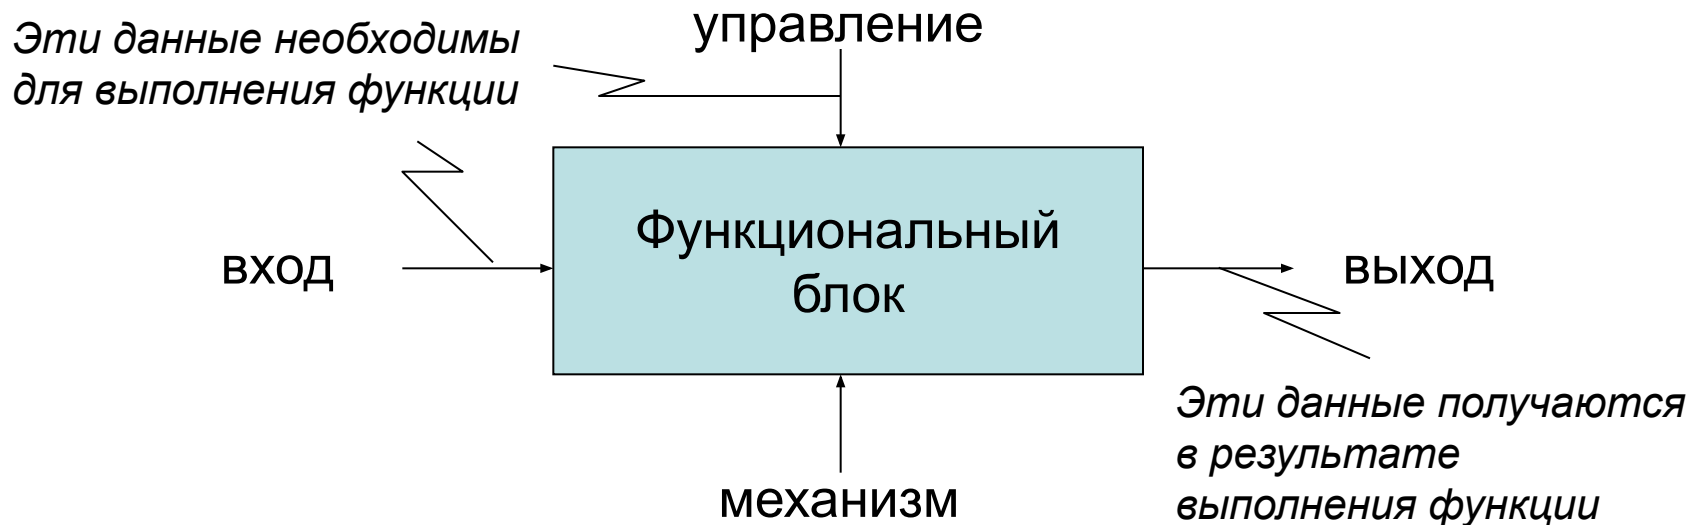 управление
Эти данные необходимы
для выполнения функции
Функциональный
блок
вход
выход
Эти данные получаются
в результате
выполнения функции
механизм